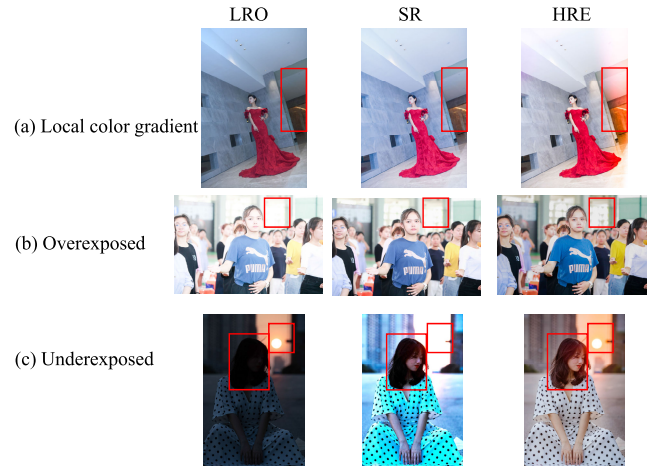 LRO SR HRE
(a) Local color gradient
(b) Overexposed
PUMA PUMA PUMA
(c) Underexposed